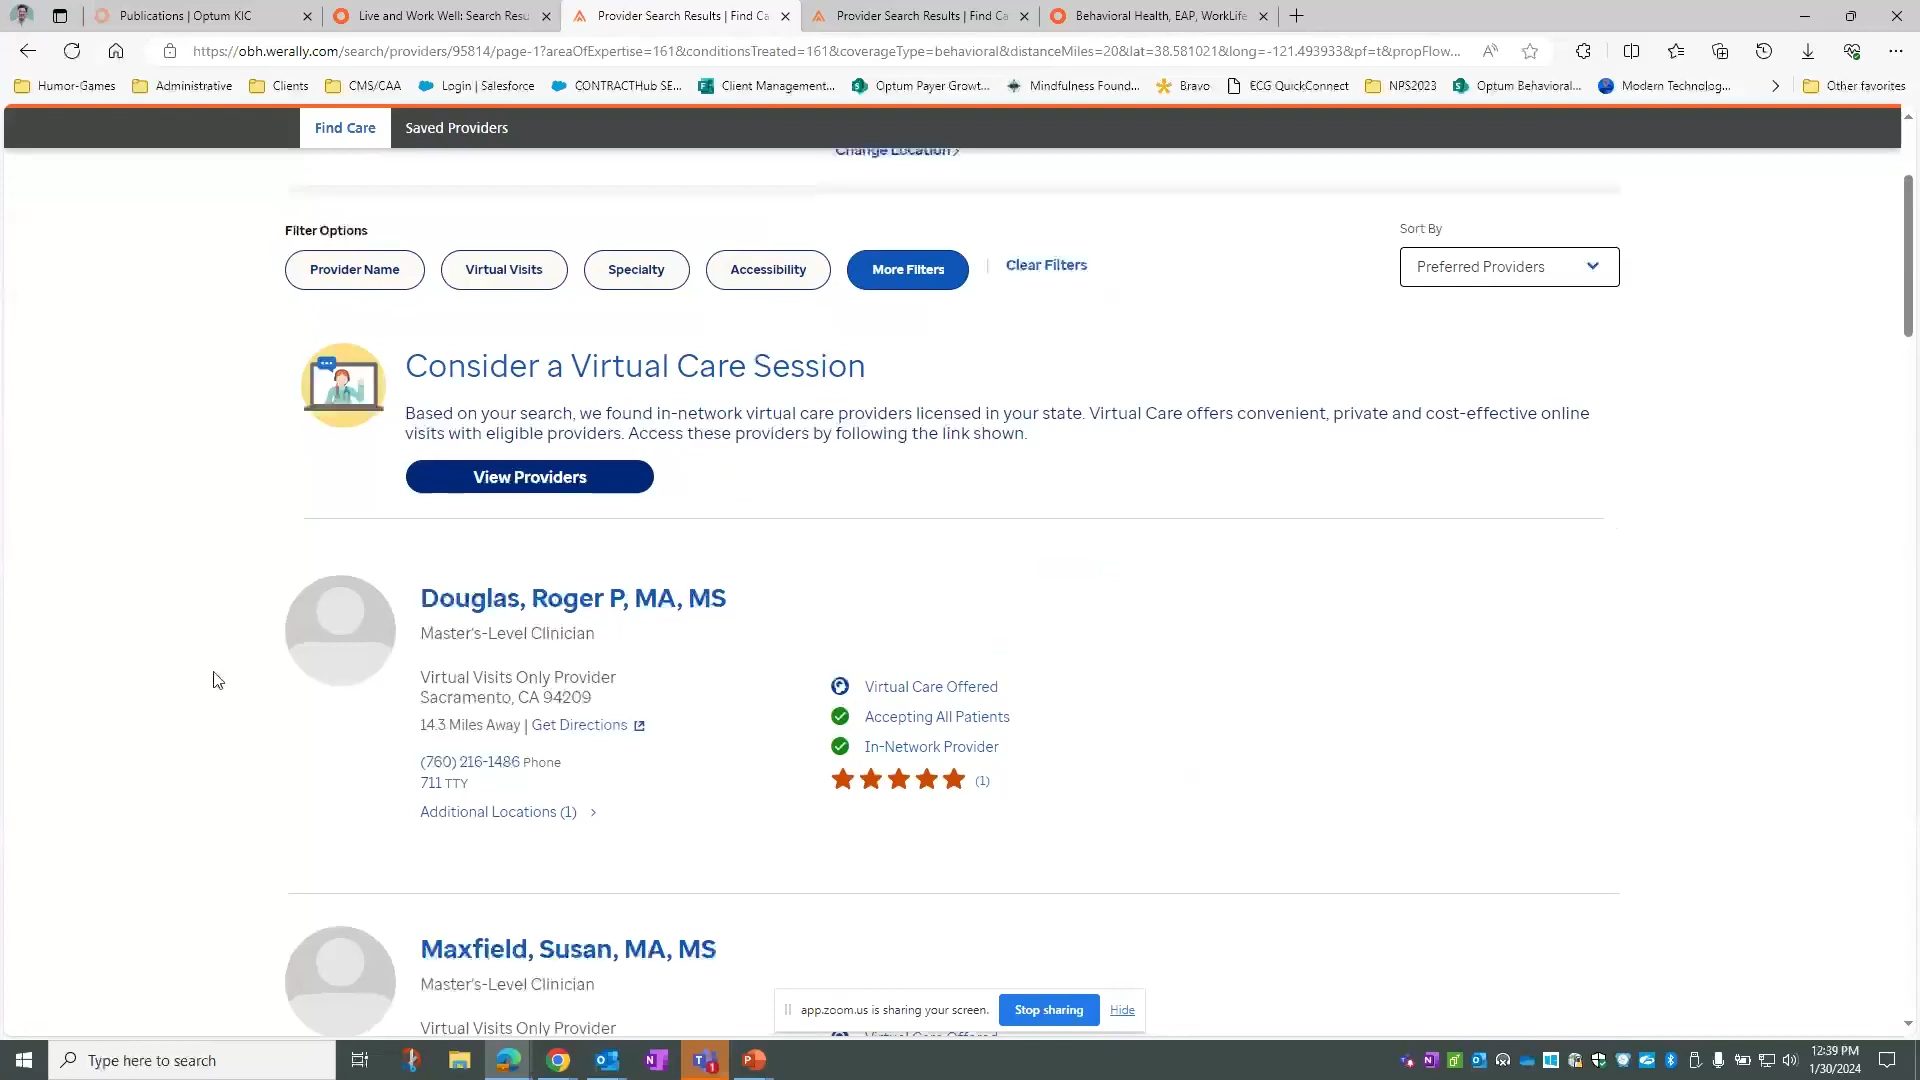 Publications | Optum KIC
Live and Work Well: Search Resu
Provider Search Results | Find Ca
Provider Search Results | Find Ca
Behavioral Health, EAP, WorkLife
https://obh.werally.com/search/providers/95814/page-1?areaOfExpertise=161&conditionsTreated=161&coverageType=behavioral&distanceMiles=20&lat=38.581021&long=-121.493933&pf=t&propFlow...
Humor-Games
Administrative
Clients
CMS/CAA
Login | Salesforce
CONTRACTHub SE...
Client Management...
Optum Payer Growt...
Mindfulness Found...
Bravo
ECG QuickConnect
NPS2023
Optum Behavioral...
Modern Technolog...
Other favorites
Find Care
Saved Providers
Change Location
Filter Options
Sort By
Provider Name
Virtual Visits
Specialty
Accessibility
More Filters
Clear Filters
Preferred Providers
Consider a Virtual Care Session
Based on your search, we found in-network virtual care providers licensed in your state. Virtual Care offers convenient, private and cost-effective online
visits with eligible providers. Access these providers by following the link shown.
View Providers
Douglas, Roger P, MA, MS
Master's-Level Clinician
Virtual Visits Only Provider
Sacramento, CA 94209
14.3 Miles Away | Get Directions
(760) 216-1486 Phone
711 TTY
Additional Locations (1)
Virtual Care Offered
Accepting All Patients
In-Network Provider
(1)
Maxfield, Susan, MA, MS
Master's-Level Clinician
Virtual Visits Only Provider
Virtual Care Offered
app.zoom.us is sharing your screen.
Stop sharing
Hide
Type here to search
12:39 PM
1/30/2024